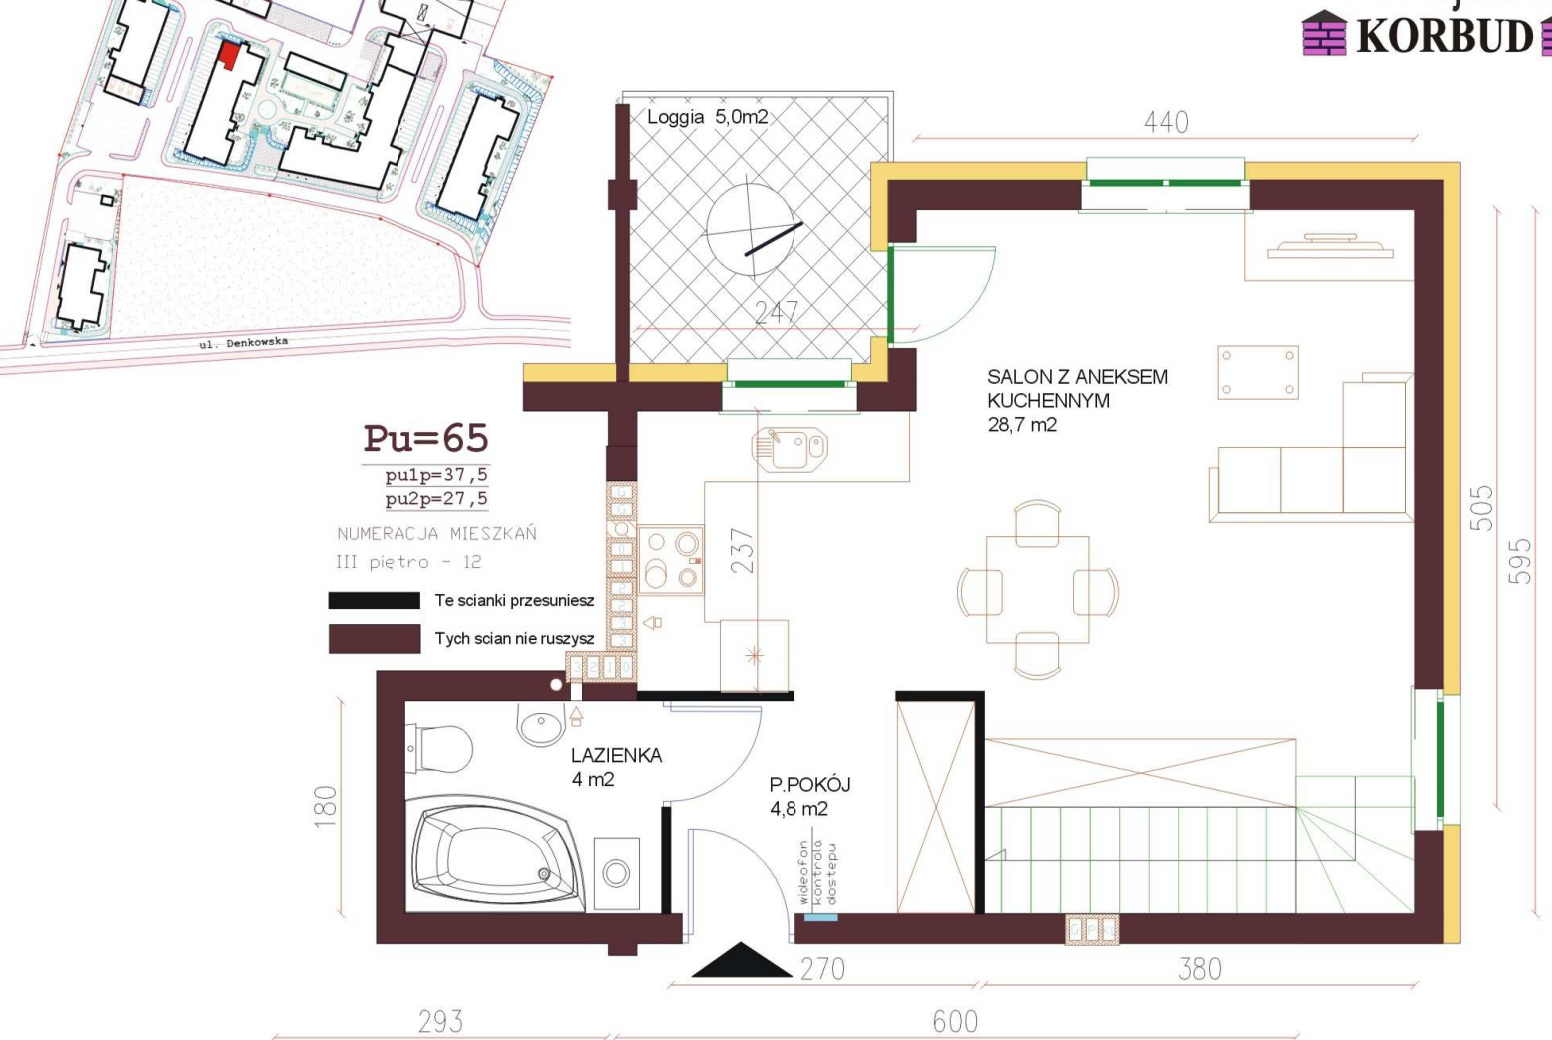 KORBUD
ul. Denkowska
Loggia 5,0m2
440
247
SALON Z ANEKSEM
KUCHENNYM
28,7 m2
Pu=65
pu1p=37,5
pu2p=27,5
NUMERACJA MIESZKAŃ
III pietro - 12
Te scianki przesuniesz
Tych scian nie ruszysz
237
505
595
LAZIENKA
4 m2
P.POKÓJ
4,8 m2
180
wideofon
kontrola
dostepu
270
380
293
600